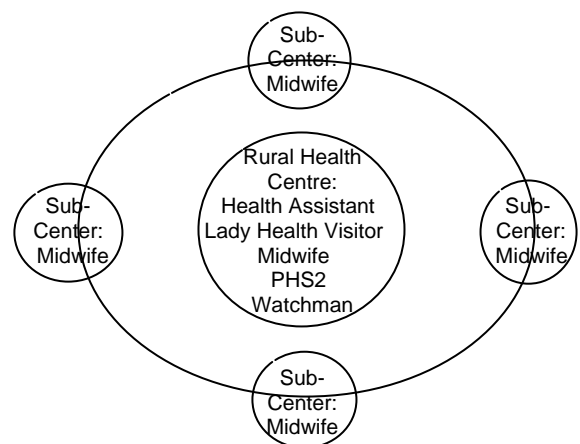 Sub-
Center:
Midwife
Rural Health
Centre:
Health Assistant
Lady Health Visitor
Midwife
PHS2
Watchman
Sub-
Center:
Midwife
Sub-
Center:
Midwife
Sub-
Center:
Midwife